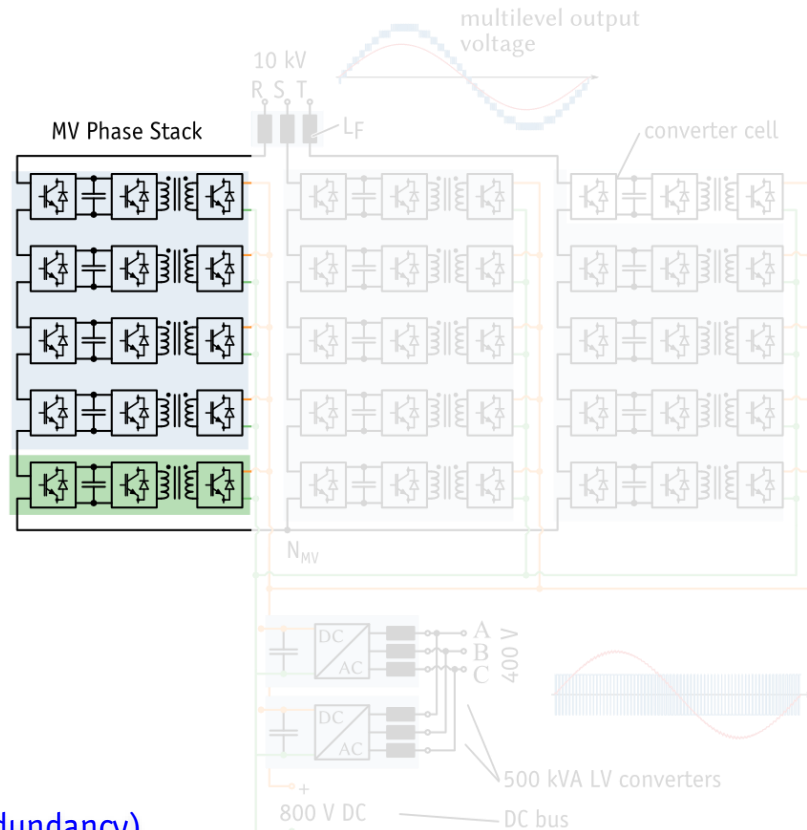 multilevel output
voltage
10 kV
R S T
LF
MV Phase Stack
converter cell
NMV
DC
AC
A
B
C
400 V
DC
AC
500 kVA LV converters
+
800 V DC
DC bus
dundancy)